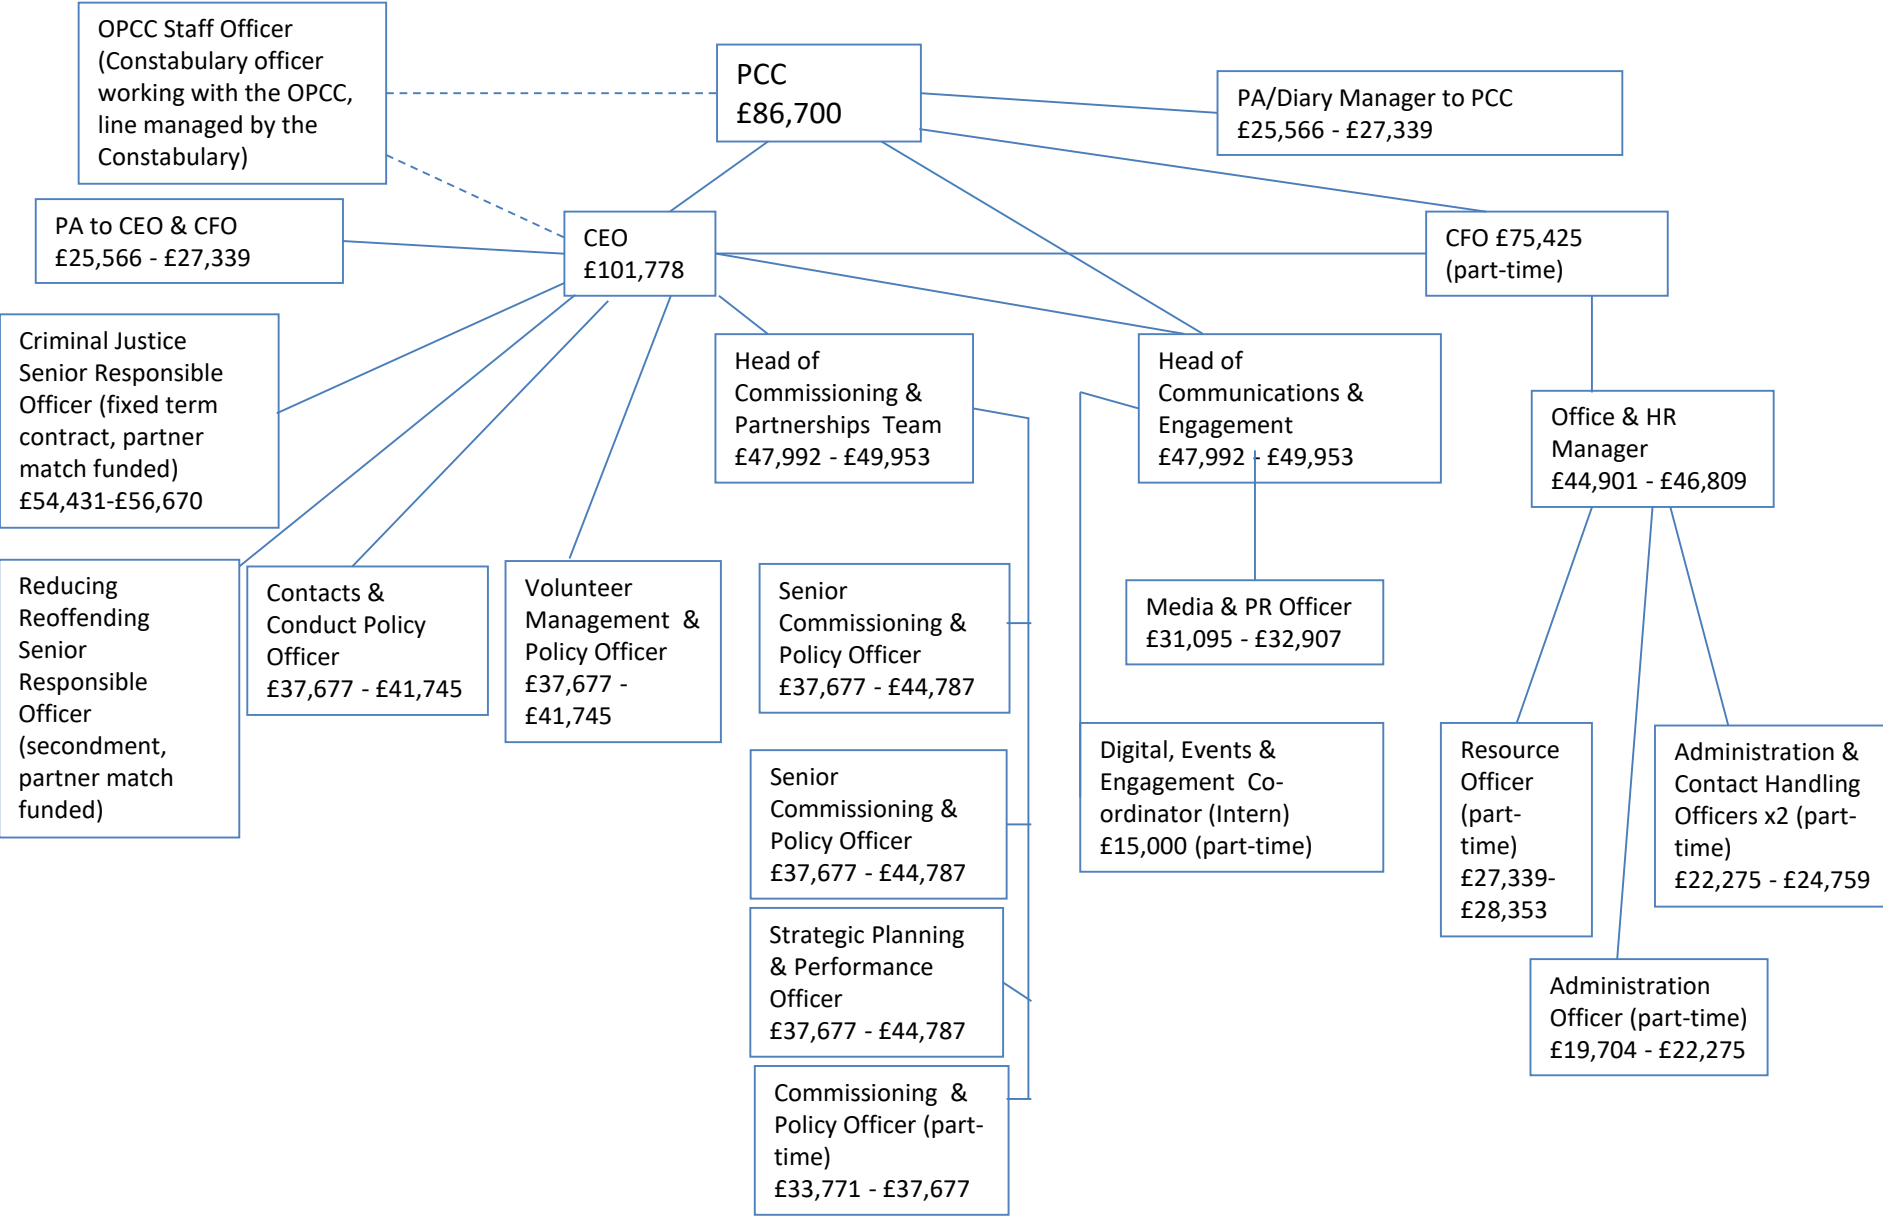 OPCC Staff Officer
(Constabulary officer
working with the OPCC,
line managed by the
Constabulary)
PCC
£86,700
PA/Diary Manager to PCC
£25,566 - £27,339
PA to CEO & CFO
£25,566 - £27,339
CEO
£101,778
CFO £75,425
(part-time)
Criminal Justice
Senior Responsible
Officer (fixed term
contract, partner
match funded)
£54,431-£56,670
Head of
Commissioning &
Partnerships Team
£47,992 - £49,953
Head of
Communications &
Engagement
£47,992 - £49,953
Office & HR
Manager
£44,901 - £46,809
Reducing
Reoffending
Senior
Responsible
Officer
(secondment,
partner match
funded)
Contacts &
Conduct Policy
Officer
£37,677 - £41,745
Volunteer
Management &
Policy Officer
£37,677 -
£41,745
Senior
Commissioning &
Policy Officer
£37,677 - £44,787
Media & PR Officer
£31,095 - £32,907
Senior
Commissioning &
Policy Officer
£37,677 - £44,787
Digital, Events &
Engagement Co-
ordinator (Intern)
£15,000 (part-time)
Resource
Officer
(part-
time)
£27,339-
£28,353
Administration &
Contact Handling
Officers x2 (part-
time)
£22,275 - £24,759
Strategic Planning
& Performance
Officer
£37,677 - £44,787
Administration
Officer (part-time)
£19,704 - £22,275
Commissioning &
Policy Officer (part-
time)
£33,771 - £37,677